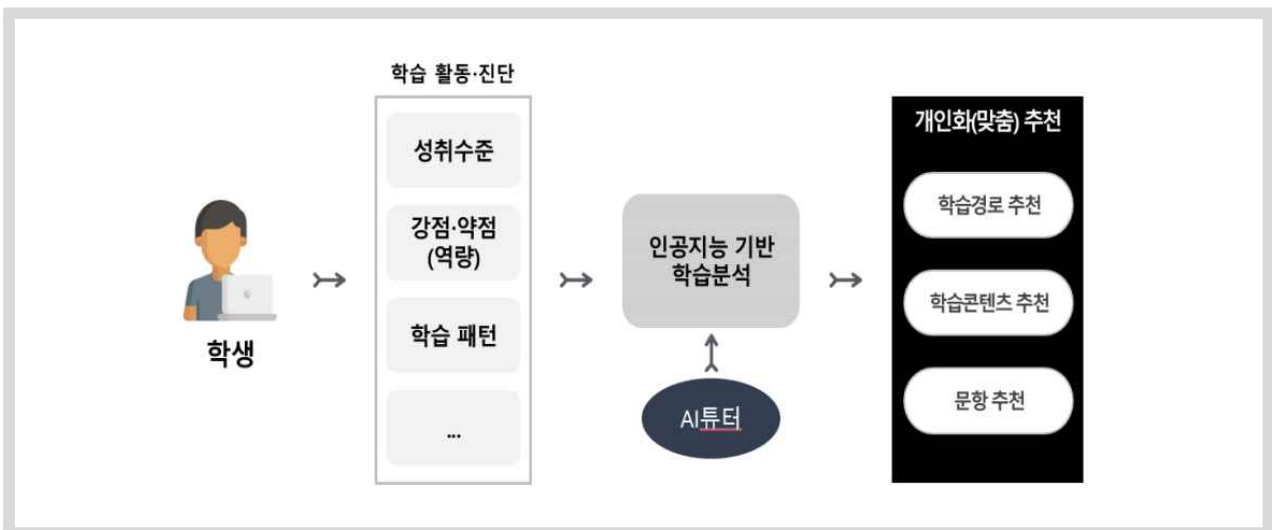 학습 활동·진단
성취수준
강점·약점
(역량)
학습 패턴
...
학생
인공지능 기반
학습분석
AI튜터
개인화(맞춤) 추천
학습경로 추천
학습콘텐츠 추천
문항 추천